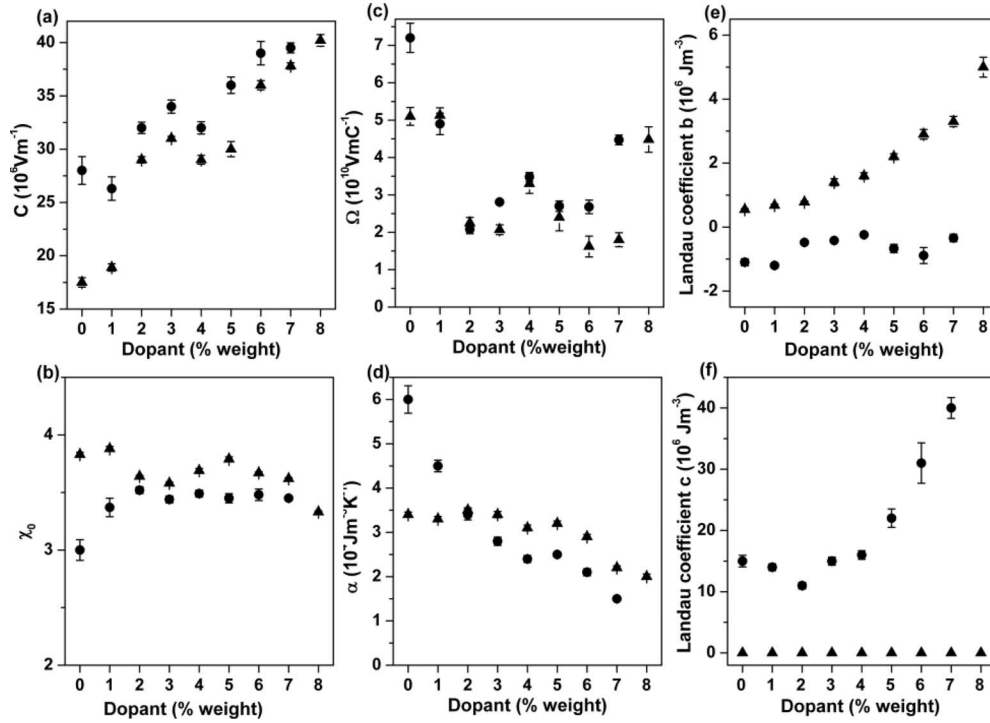 (a)
C (10⁶Vm⁻¹)
40
35
30
25
20
15
0 1 2 3 4 5 6 7 8
Dopant (% weight)
(c)
Ω (10¹⁰VmC⁻¹)
7
6
5
4
3
2
1
0
0 1 2 3 4 5 6 7 8
Dopant (%weight)
(e)
Landau coefficient b (10⁶ Jm⁻³)
6
4
2
0
-2
0 1 2 3 4 5 6 7 8
Dopant (%weight)
(b)
χ₀
4
3
2
0 1 2 3 4 5 6 7 8
Dopant (% weight)
(d)
6
5
4
3
2
1
0
0 1 2 3 4 5 6 7 8
Dopant (% weight)
(f)
Landau coefficient c (10⁶ Jm⁻³)
40
30
20
10
0
0 1 2 3 4 5 6 7 8
Dopant (% weight)